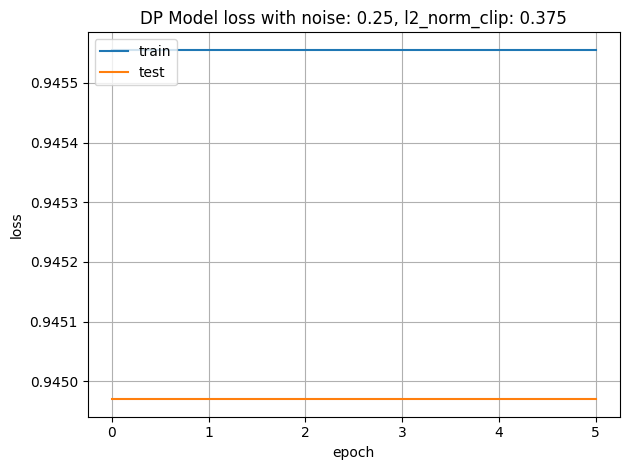 DP Model loss with noise: 0.25, l2_norm_clip: 0.375
train
test
0.9455
0.9454
0.9453
0.9452
0.9451
0.9450
loss
0 1 2 3 4 5
epoch